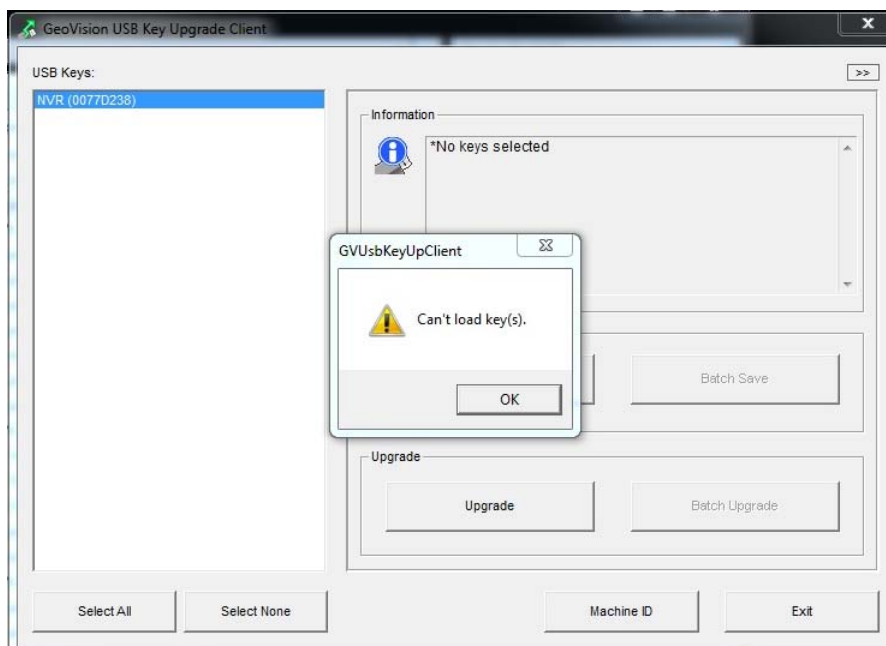 GeoVision USB Key Upgrade Client
x
USB Keys:
>>
NVR (0077D238)
Information
*No keys selected
GVUsbKeyUpClient
Can't load key(s).
OK
Batch Save
Upgrade
Upgrade
Batch Upgrade
Select All
Select None
Machine ID
Exit